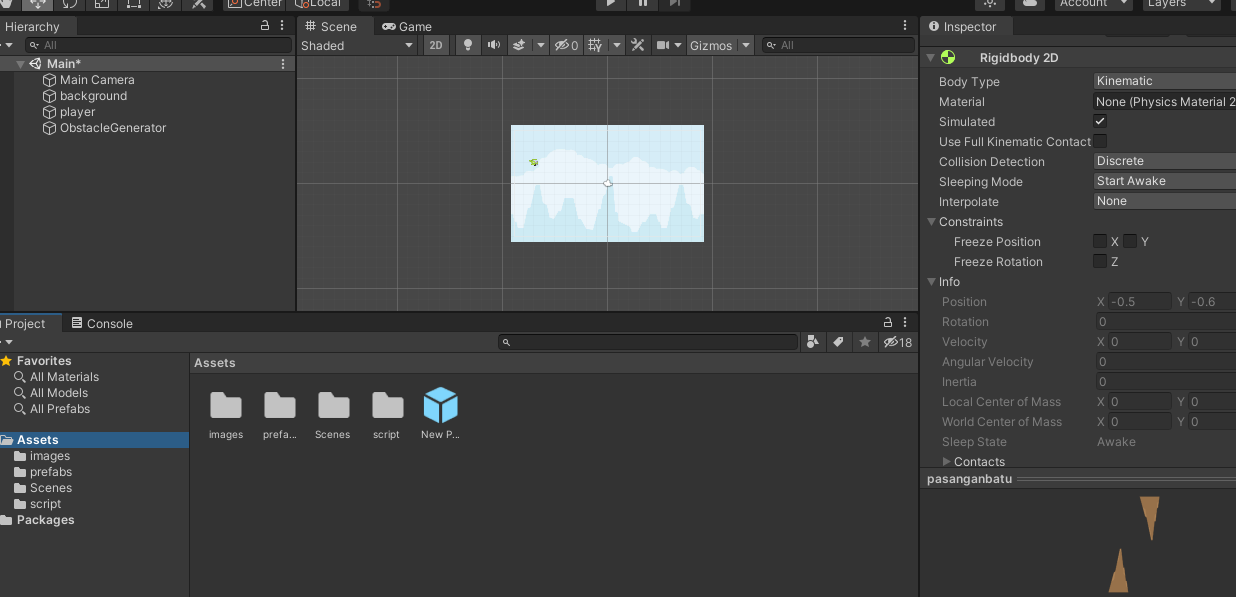 Center
Local
Account
Layers
Hierarchy
All
Main*
Main Camera
background
player
ObstacleGenerator
Scene
Game
Shaded
2D
0
Gizmos
All
Inspector
Rigidbody 2D
Body Type
Kinematic
Material
None (Physics Material 2
Simulated
Use Full Kinematic Contact
Collision Detection
Discrete
Sleeping Mode
Start Awake
Interpolate
None
Constraints
Freeze Position
X
Y
Freeze Rotation
Z
Info
Position
X -0.5
Y -0.6
Rotation
0
Velocity
X 0
Y 0
Angular Velocity
0
Inertia
0
Local Center of Mass
X 0
Y 0
World Center of Mass
X 0
Y 0
Sleep State
Awake
Contacts
pasanganbatu
Project
Console
18
Favorites
All Materials
All Models
All Prefabs
Assets
images
prefabs
Scenes
script
Packages
Assets
images
prefa...
Scenes
script
New P...